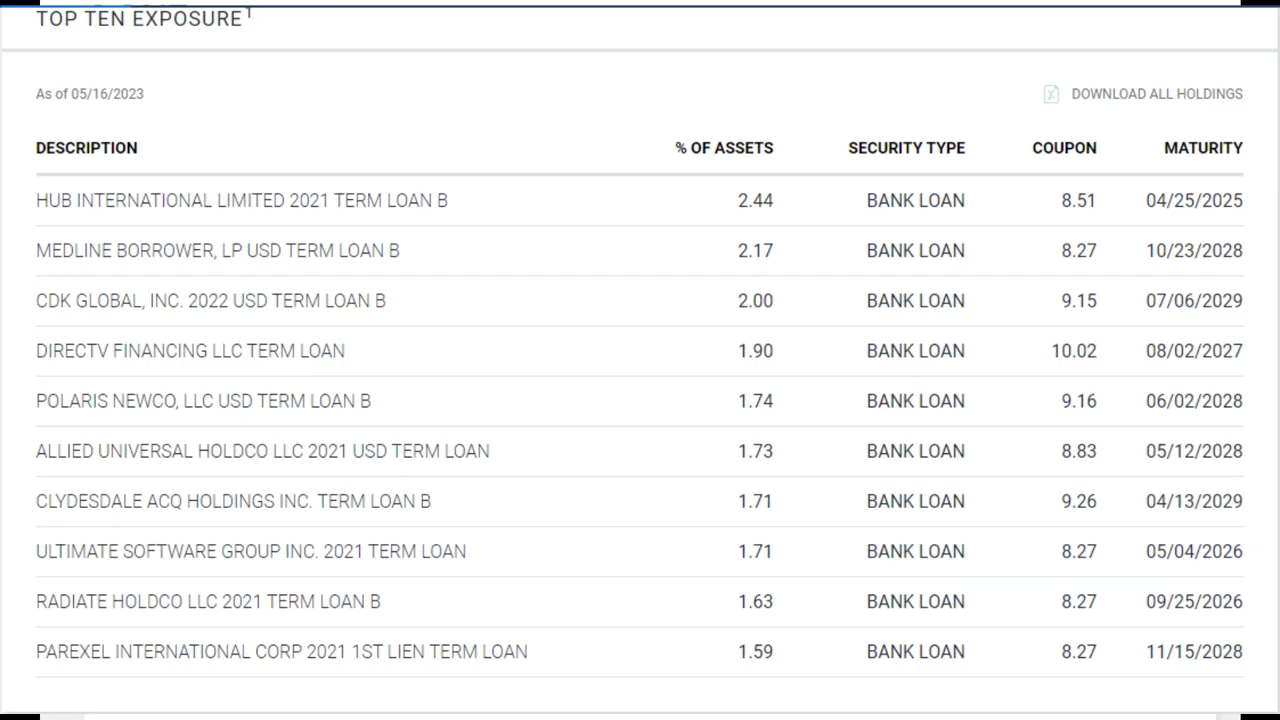 TOP TEN EXPOSURE1
As of 05/16/2023 DOWNLOAD ALL HOLDINGS
DESCRIPTION % OF ASSETS SECURITY TYPE COUPON MATURITY
HUB INTERNATIONAL LIMITED 2021 TERM LOAN B 2.44 BANK LOAN 8.51 04/25/2025
MEDLINE BORROWER, LP USD TERM LOAN B 2.17 BANK LOAN 8.27 10/23/2028
CDK GLOBAL, INC. 2022 USD TERM LOAN B 2.00 BANK LOAN 9.15 07/06/2029
DIRECTV FINANCING LLC TERM LOAN 1.90 BANK LOAN 10.02 08/02/2027
POLARIS NEWCO, LLC USD TERM LOAN B 1.74 BANK LOAN 9.16 06/02/2028
ALLIED UNIVERSAL HOLDCO LLC 2021 USD TERM LOAN 1.73 BANK LOAN 8.83 05/12/2028
CLYDESDALE ACQ HOLDINGS INC. TERM LOAN B 1.71 BANK LOAN 9.26 04/13/2029
ULTIMATE SOFTWARE GROUP INC. 2021 TERM LOAN 1.71 BANK LOAN 8.27 05/04/2026
RADIATE HOLDCO LLC 2021 TERM LOAN B 1.63 BANK LOAN 8.27 09/25/2026
PAREXEL INTERNATIONAL CORP 2021 1ST LIEN TERM LOAN 1.59 BANK LOAN 8.27 11/15/2028